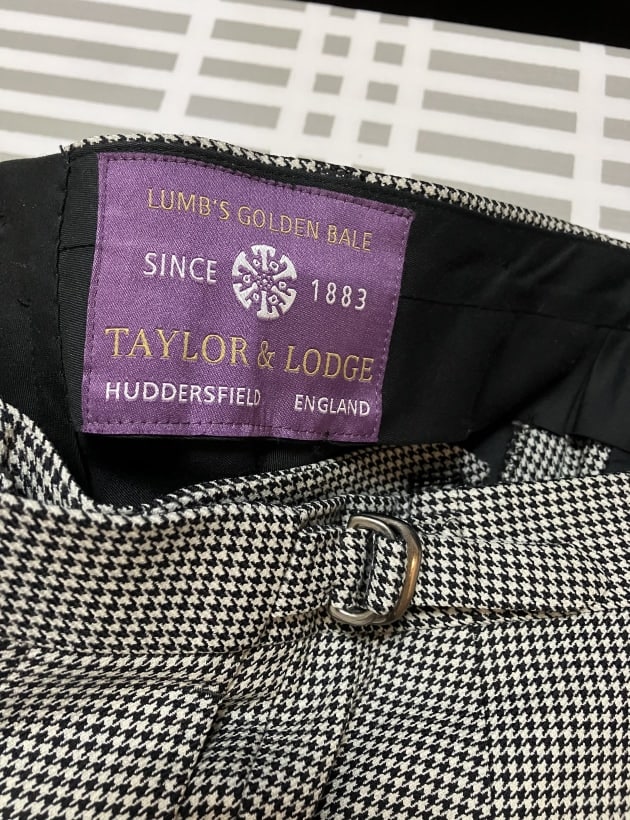 LUMB'S GOLDEN BALE
SINCE 1883
TAYLOR & LODGE
HUDDERSFIELD ENGLAND